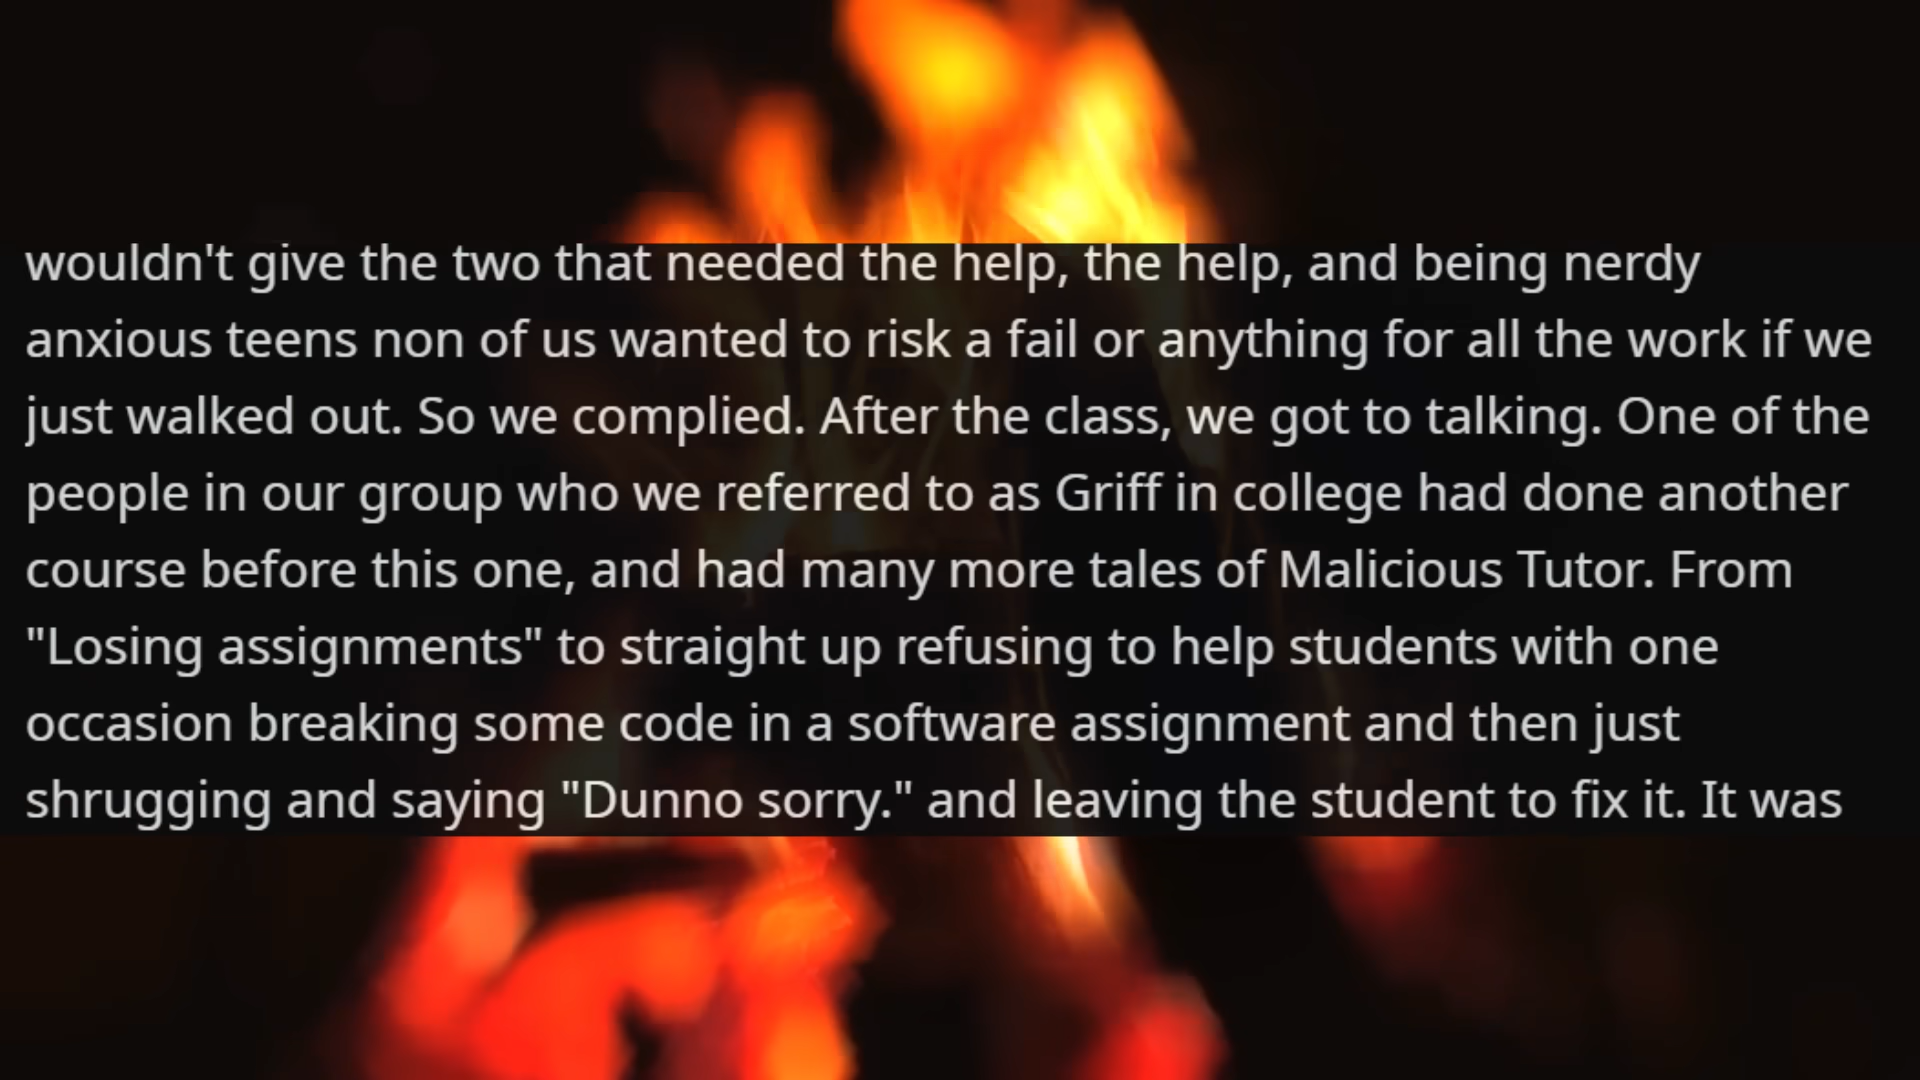 wouldn't give the two that needed the help, the help, and being nerdy
anxious teens non of us wanted to risk a fail or anything for all the work if we
just walked out. So we complied. After the class, we got to talking. One of the
people in our group who we referred to as Griff in college had done another
course before this one, and had many more tales of Malicious Tutor. From
"Losing assignments" to straight up refusing to help students with one
occasion breaking some code in a software assignment and then just
shrugging and saying "Dunno sorry." and leaving the student to fix it. It was